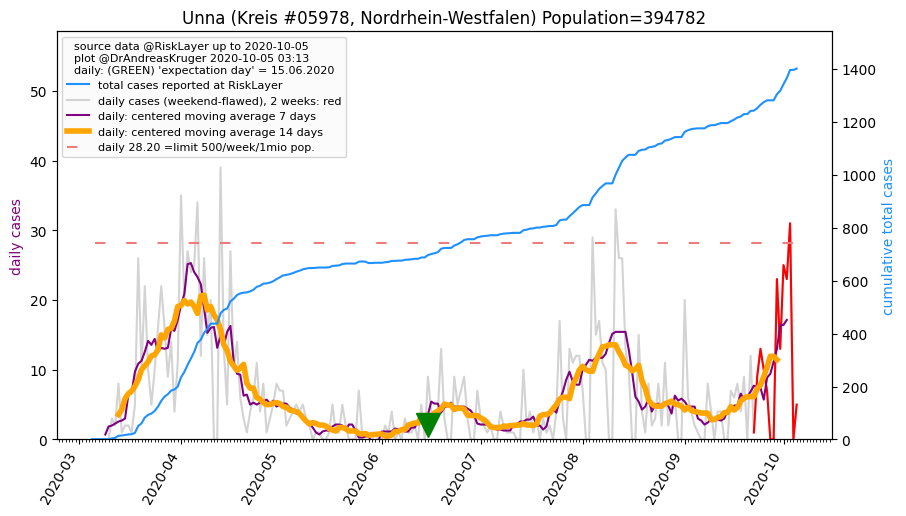 Unna (Kreis #05978, Nordrhein-Westfalen) Population=394782
source data @RiskLayer up to 2020-10-05
plot @DrAndreasKruger 2020-10-05 03:13
daily: (GREEN) 'expectation day' = 15.06.2020
total cases reported at RiskLayer
daily cases (weekend-flawed), 2 weeks: red
daily: centered moving average 7 days
daily: centered moving average 14 days
daily 28.20 =limit 500/week/1mio pop.
daily cases
50
40
30
20
10
0
cumulative total cases
1400
1200
1000
800
600
400
200
0
2020-03
2020-04
2020-05
2020-06
2020-07
2020-08
2020-09
2020-10